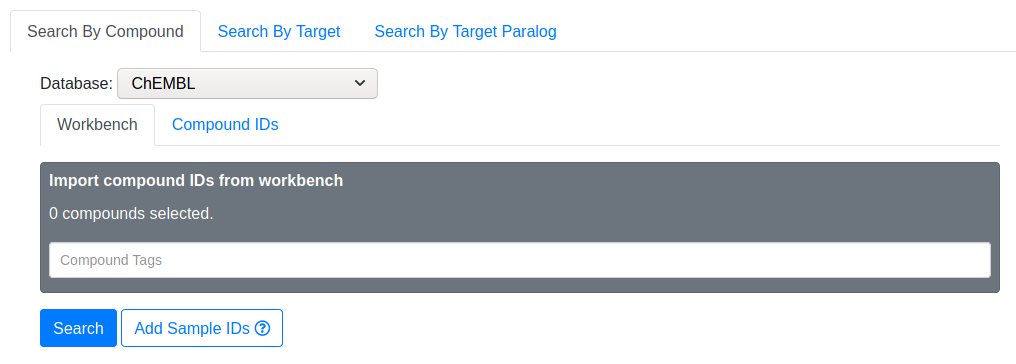 Search By Compound Search By Target Search By Target Paralog
Database: ChEMBL
Workbench Compound IDs
Import compound IDs from workbench
0 compounds selected.
Compound Tags
Search Add Sample IDs ?